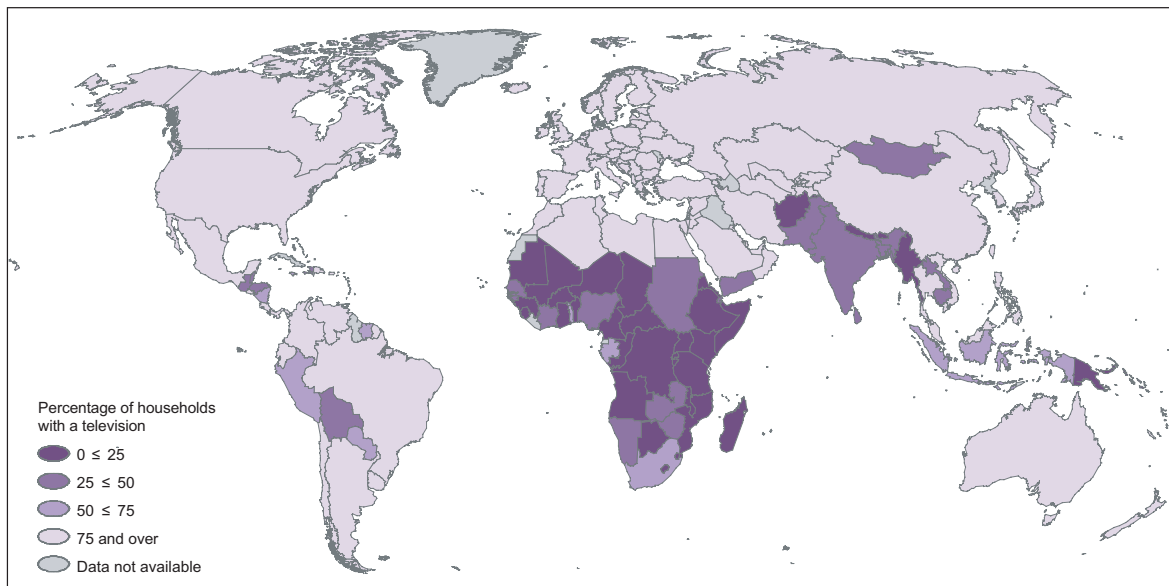 Percentage of households
with a television
0 ≤ 25
25 ≤ 50
50 ≤ 75
75 and over
Data not available